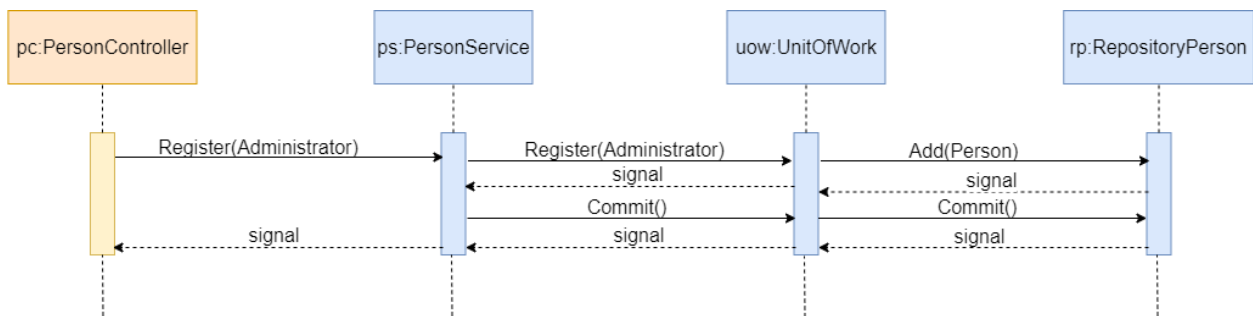 pc:PersonController
ps:PersonService
uow:UnitOfWork
rp:RepositoryPerson
Register(Administrator)
Register(Administrator)
Add(Person)
signal
signal
Commit()
Commit()
signal
signal
signal